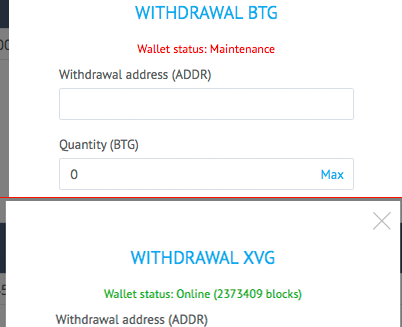 WITHDRAWAL BTG
Wallet status: Maintenance
Withdrawal address (ADDR)
Quantity (BTG)
0 Max
WITHDRAWAL XVG
Wallet status: Online (2373409 blocks)
Withdrawal address (ADDR)